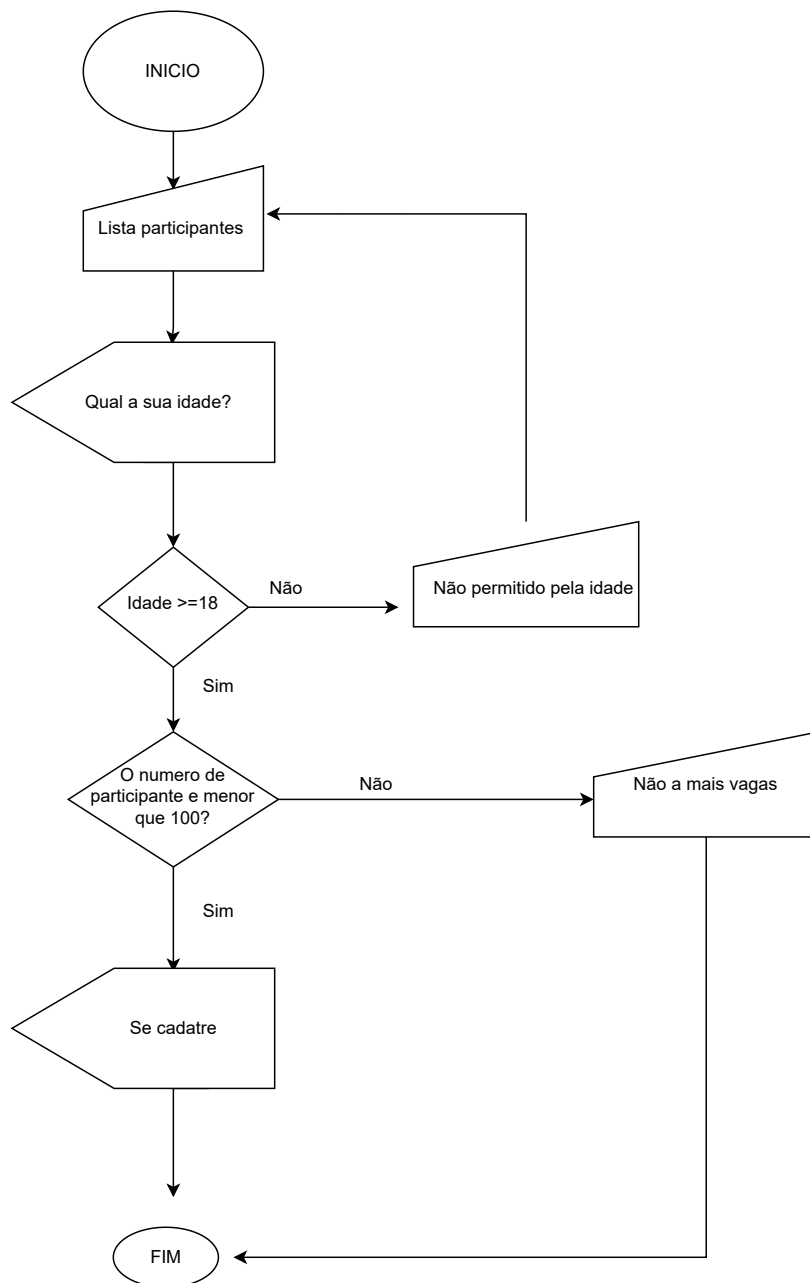 INICIO
Lista participantes
Qual a sua idade?
Idade >=18
Não
Não permitido pela idade
Sim
O numero de
participante e menor
que 100?
Não
Não a mais vagas
Sim
Se cadatre
FIM